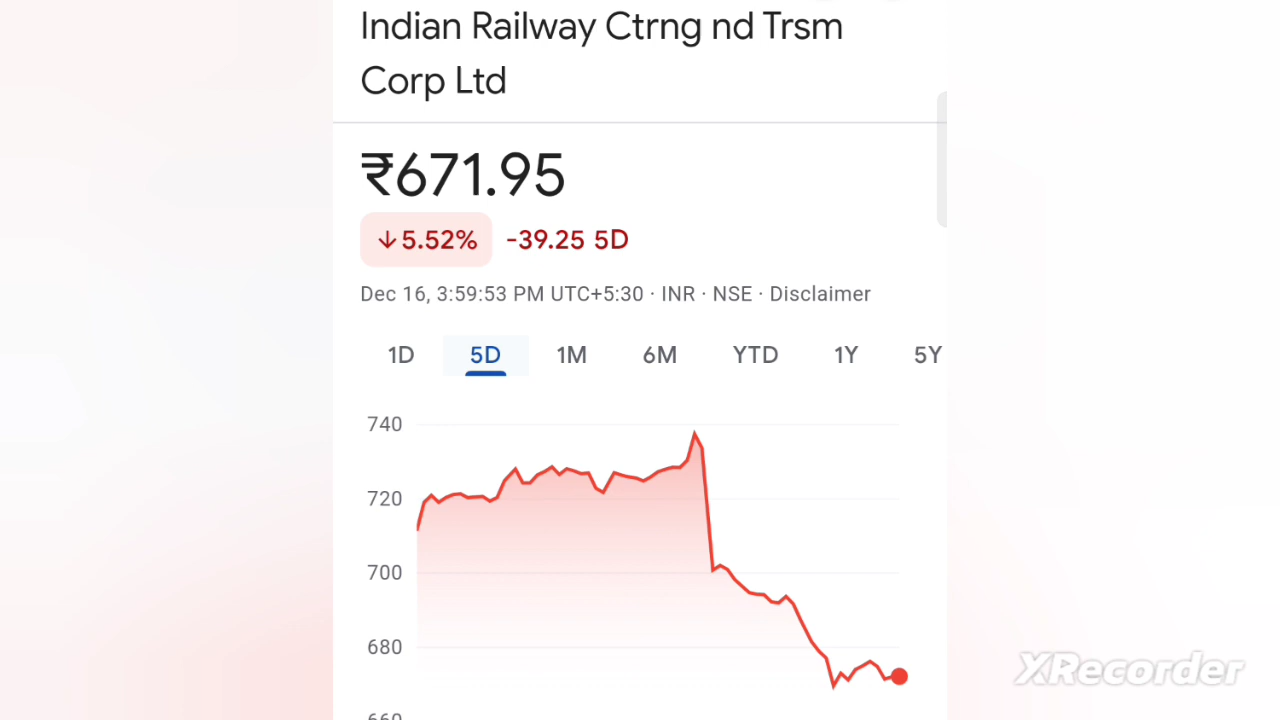 Indian Railway Ctrng nd Trsm
Corp Ltd
₹671.95
↓5.52% -39.25 5D
Dec 16, 3:59:53 PM UTC+5:30 · INR · NSE · Disclaimer
1D 5D 1M 6M YTD 1Y 5Y
740
720
700
680
660
XRecorder